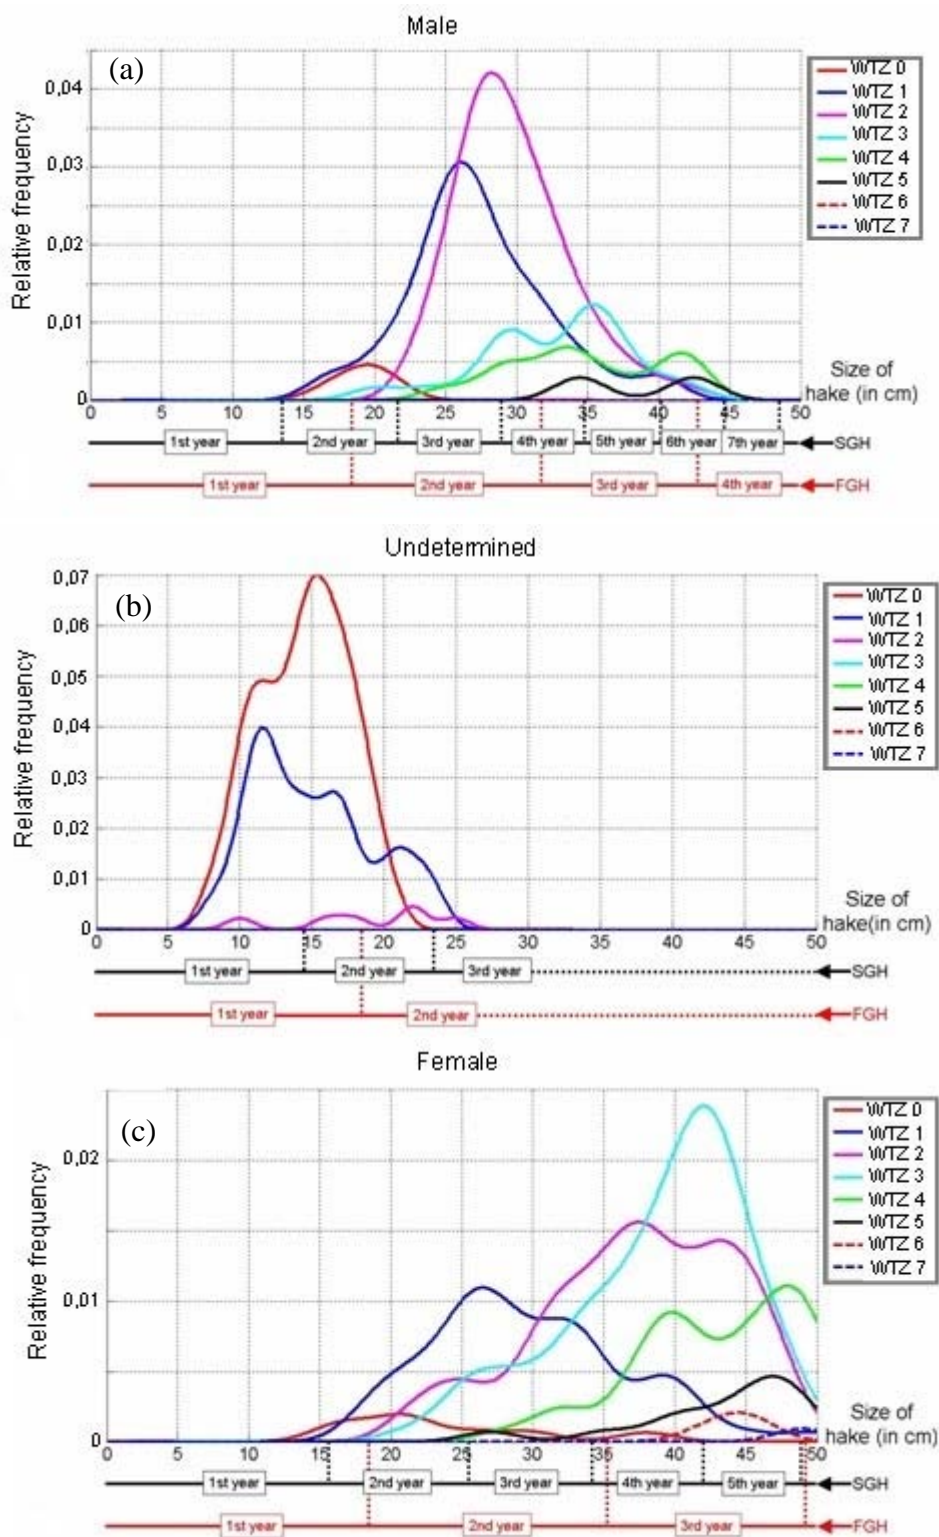 Male
(a)
Relative frequency
0,04
0,03
0,02
0,01
0
0 5 10 15 20 25 30 35 40 45 50
Size of
hake (in cm)
WTZ 0
WTZ 1
WTZ 2
WTZ 3
WTZ 4
WTZ 5
WTZ 6
WTZ 7
1st year 2nd year 3rd year 4th year 5th year 6th year 7th year SGH
1st year 2nd year 3rd year 4th year FGH
Undetermined
(b)
Relative frequency
0,07
0,06
0,05
0,04
0,03
0,02
0,01
0
0 5 10 15 20 25 30 35 40 45 50
Size of
hake(in cm)
WTZ 0
WTZ 1
WTZ 2
WTZ 3
WTZ 4
WTZ 5
WTZ 6
WTZ 7
1st year 2nd year 3rd year SGH
1st year 2nd year FGH
Female
(c)
Relative frequency
0,02
0,01
0
0 5 10 15 20 25 30 35 40 45 50
Size of
hake (in cm)
WTZ 0
WTZ 1
WTZ 2
WTZ 3
WTZ 4
WTZ 5
WTZ 6
WTZ 7
1st year 2nd year 3rd year 4th year 5th year SGH
1st year 2nd year 3rd year FGH